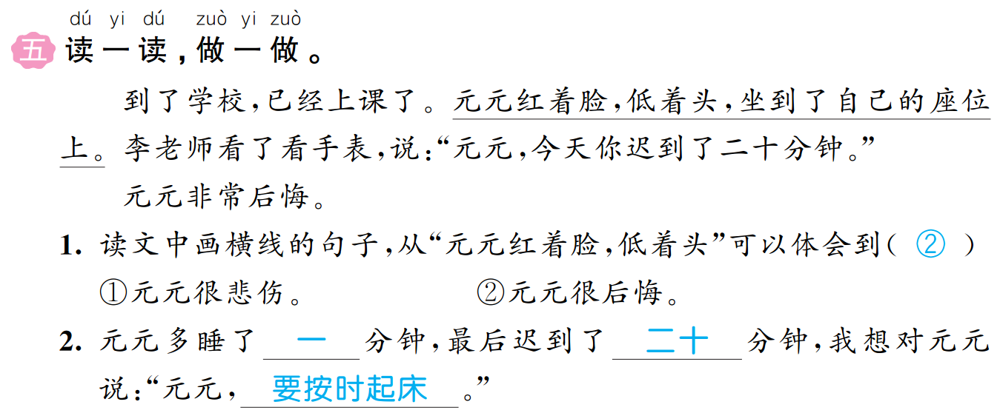 dú yi dú zuò yi zuò
五 读一读,做一做。
到了学校,已经上课了。元元红着脸,低着头,坐到了自己的座位
上。李老师看了看手表,说:“元元,今天你迟到了二十分钟。”
元元非常后悔。
1. 读文中画横线的句子,从“元元红着脸,低着头”可以体会到( ② )
①元元很悲伤。 ②元元很后悔。
2. 元元多睡了 一 分钟,最后迟到了 二十 分钟,我想对元元
说:“元元, 要按时起床 。”